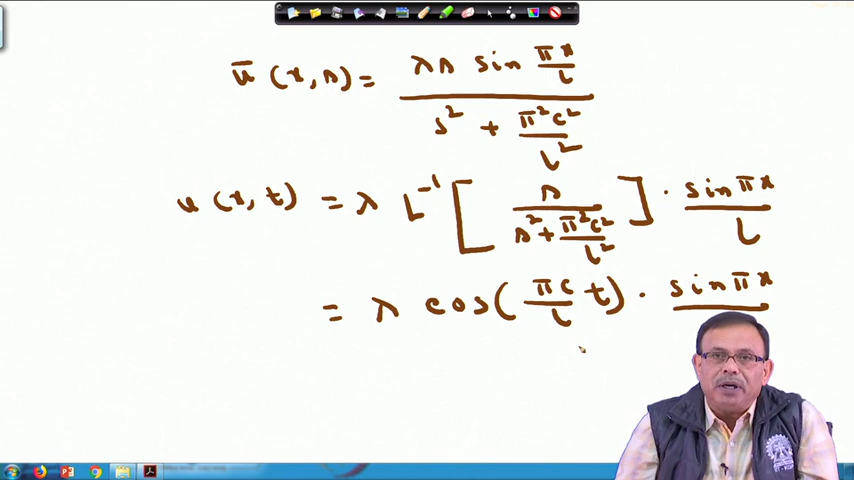 ū (x, s) = λs sin πx/l / s² + π²c²/l²
u (x, t) = λ L⁻¹ [ s / s² + π²c²/l² ] · sin πx / l
= λ cos( πc/l t) · sin πx